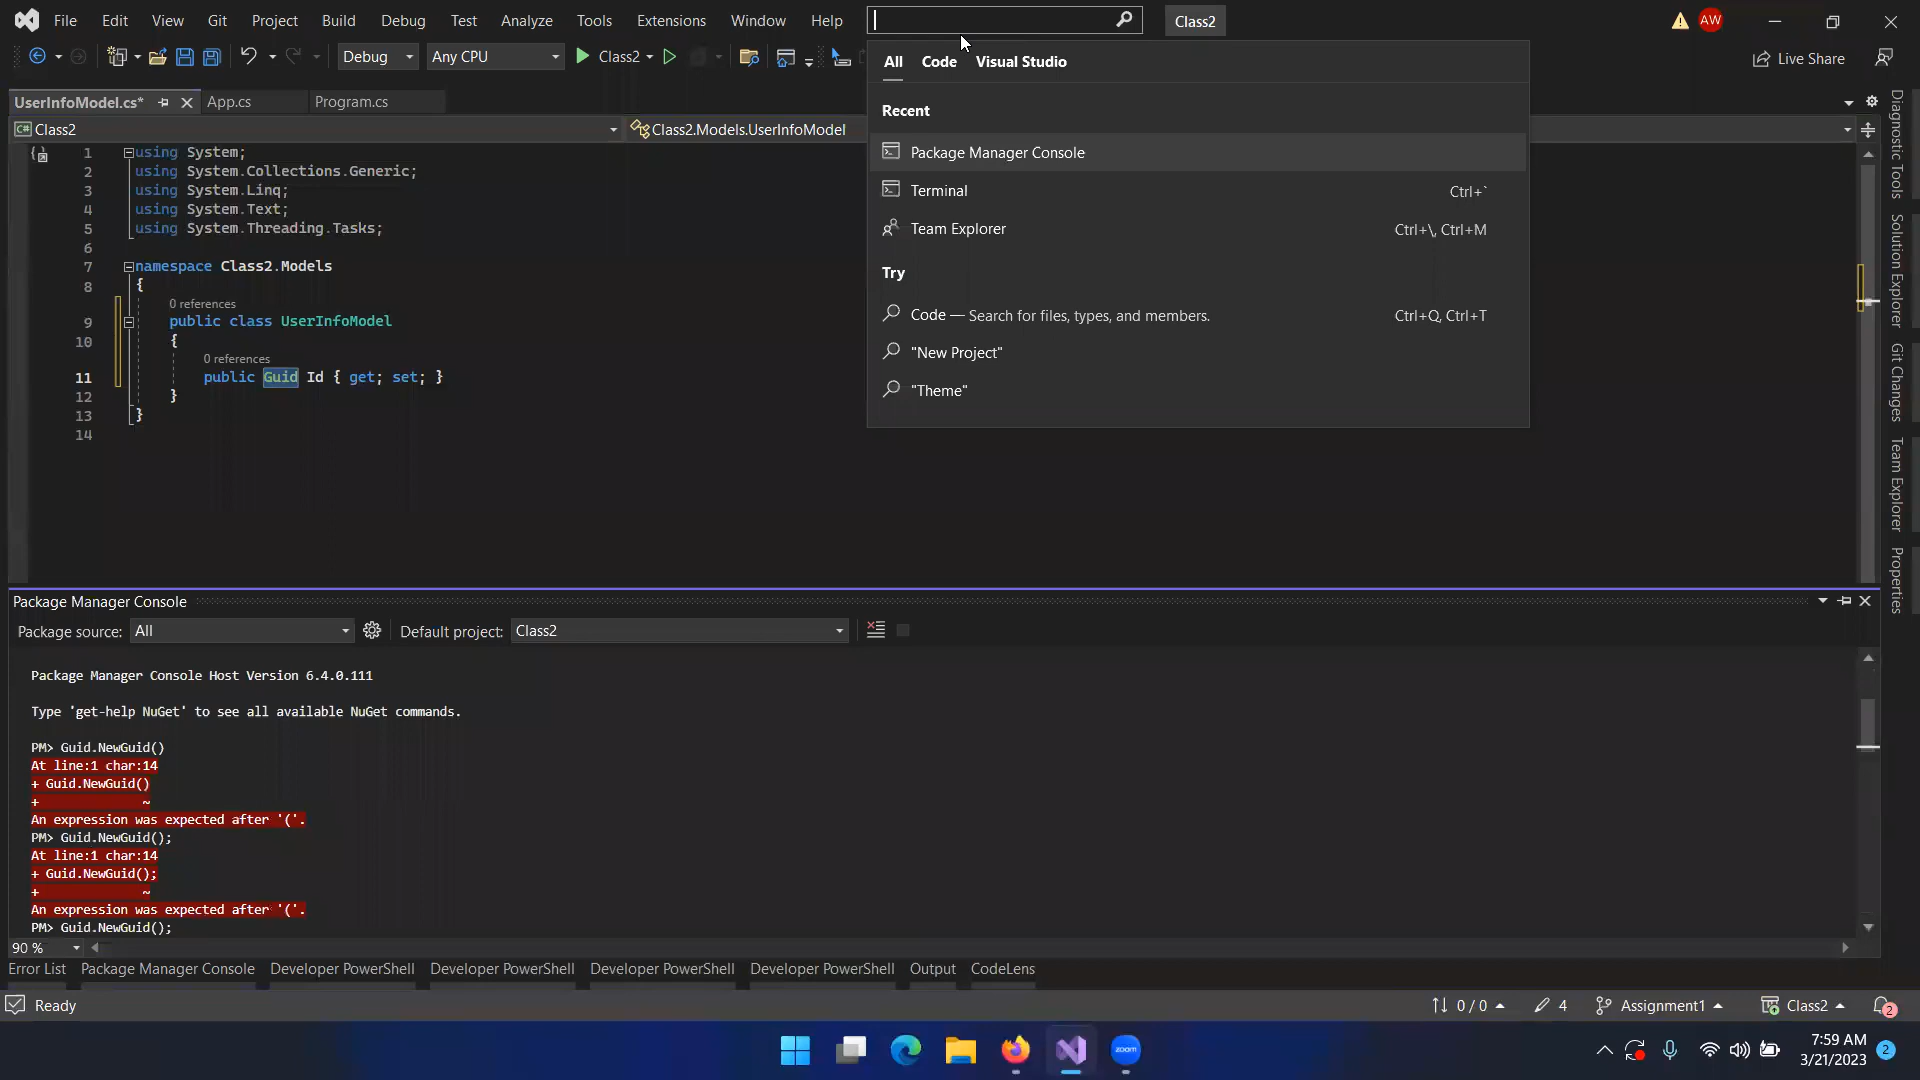 File Edit View Git Project Build Debug Test Analyze Tools Extensions Window Help Class2 AW
Debug Any CPU Class2 Live Share
All Code Visual Studio
UserInfoModel.cs* App.cs Program.cs
Class2 Class2.Models.UserInfoModel
Recent
Package Manager Console
Terminal Ctrl+`
Team Explorer Ctrl+\, Ctrl+M
Try
Code — Search for files, types, and members. Ctrl+Q, Ctrl+T
"New Project"
"Theme"
1 using System;
2 using System.Collections.Generic;
3 using System.Linq;
4 using System.Text;
5 using System.Threading.Tasks;
6
7 namespace Class2.Models
8 {
0 references
9 public class UserInfoModel
10 {
0 references
11 public Guid Id { get; set; }
12 }
13 }
14
Diagnostic Tools
Solution Explorer
Git Changes
Team Explorer
Properties
Package Manager Console
Package source: All Default project: Class2
Package Manager Console Host Version 6.4.0.111
Type 'get-help NuGet' to see all available NuGet commands.
PM> Guid.NewGuid()
At line:1 char:14
+ Guid.NewGuid()
+ ~
An expression was expected after '('.
PM> Guid.NewGuid();
At line:1 char:14
+ Guid.NewGuid();
+ ~
An expression was expected after '('.
PM> Guid.NewGuid();
90 %
Error List Package Manager Console Developer PowerShell Developer PowerShell Developer PowerShell Developer PowerShell Output CodeLens
Ready 0 / 0 4 Assignment1 Class2 2
zoom
7:59 AM
3/21/2023 2